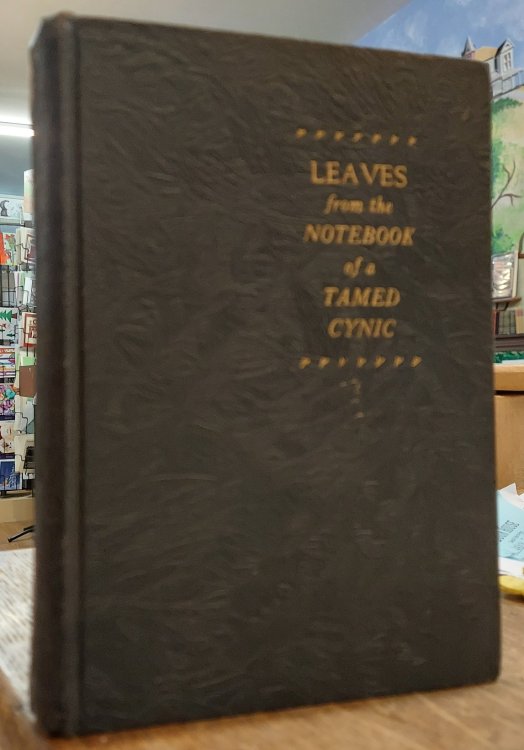 LEAVES
from the
NOTEBOOK
of a
TAMED
CYNIC